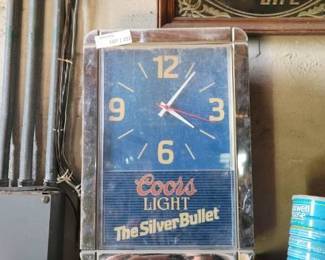 12
9
3
6
Coors
LIGHT
The Silver Bullet